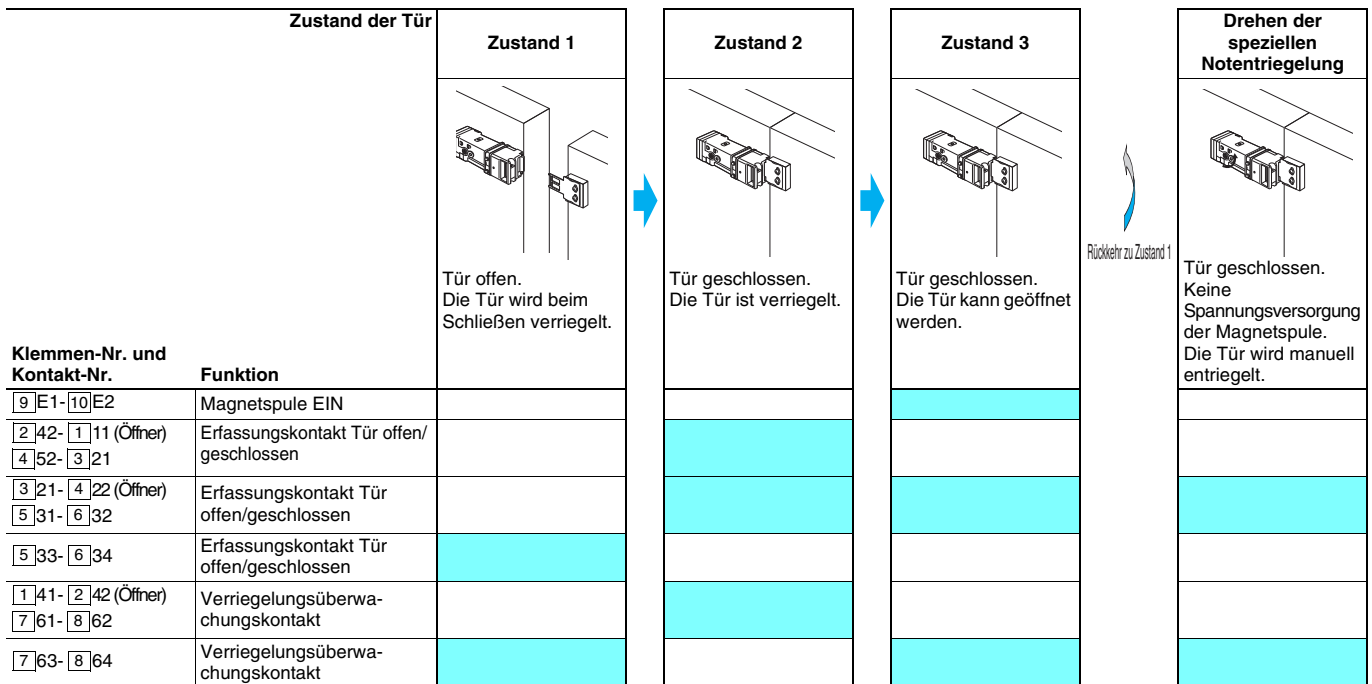 Zustand der Tür
Zustand 1
Zustand 2
Zustand 3
Drehen der
speziellen
Notentriegelung
Tür offen.
Die Tür wird beim
Schließen verriegelt.
Tür geschlossen.
Die Tür ist verriegelt.
Tür geschlossen.
Die Tür kann geöffnet
werden.
Rückkehr zu Zustand 1
Tür geschlossen.
Keine
Spannungsversorgung
der Magnetspule.
Die Tür wird manuell
entriegelt.
Klemmen-Nr. und
Kontakt-Nr.
Funktion
9 E1- 10 E2
Magnetspule EIN
2 42- 1 11 (Öffner)
4 52- 3 21
Erfassungskontakt Tür offen/
geschlossen
3 21- 4 22 (Öffner)
5 31- 6 32
Erfassungskontakt Tür
offen/geschlossen
5 33- 6 34
Erfassungskontakt Tür
offen/geschlossen
1 41- 2 42 (Öffner)
7 61- 8 62
Verriegelungsüberwa-
chungskontakt
7 63- 8 64
Verriegelungsüberwa-
chungskontakt